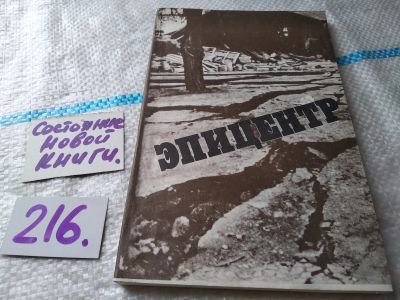 ЭПИЦЕНТР
Состояние
новой
книги.
216.